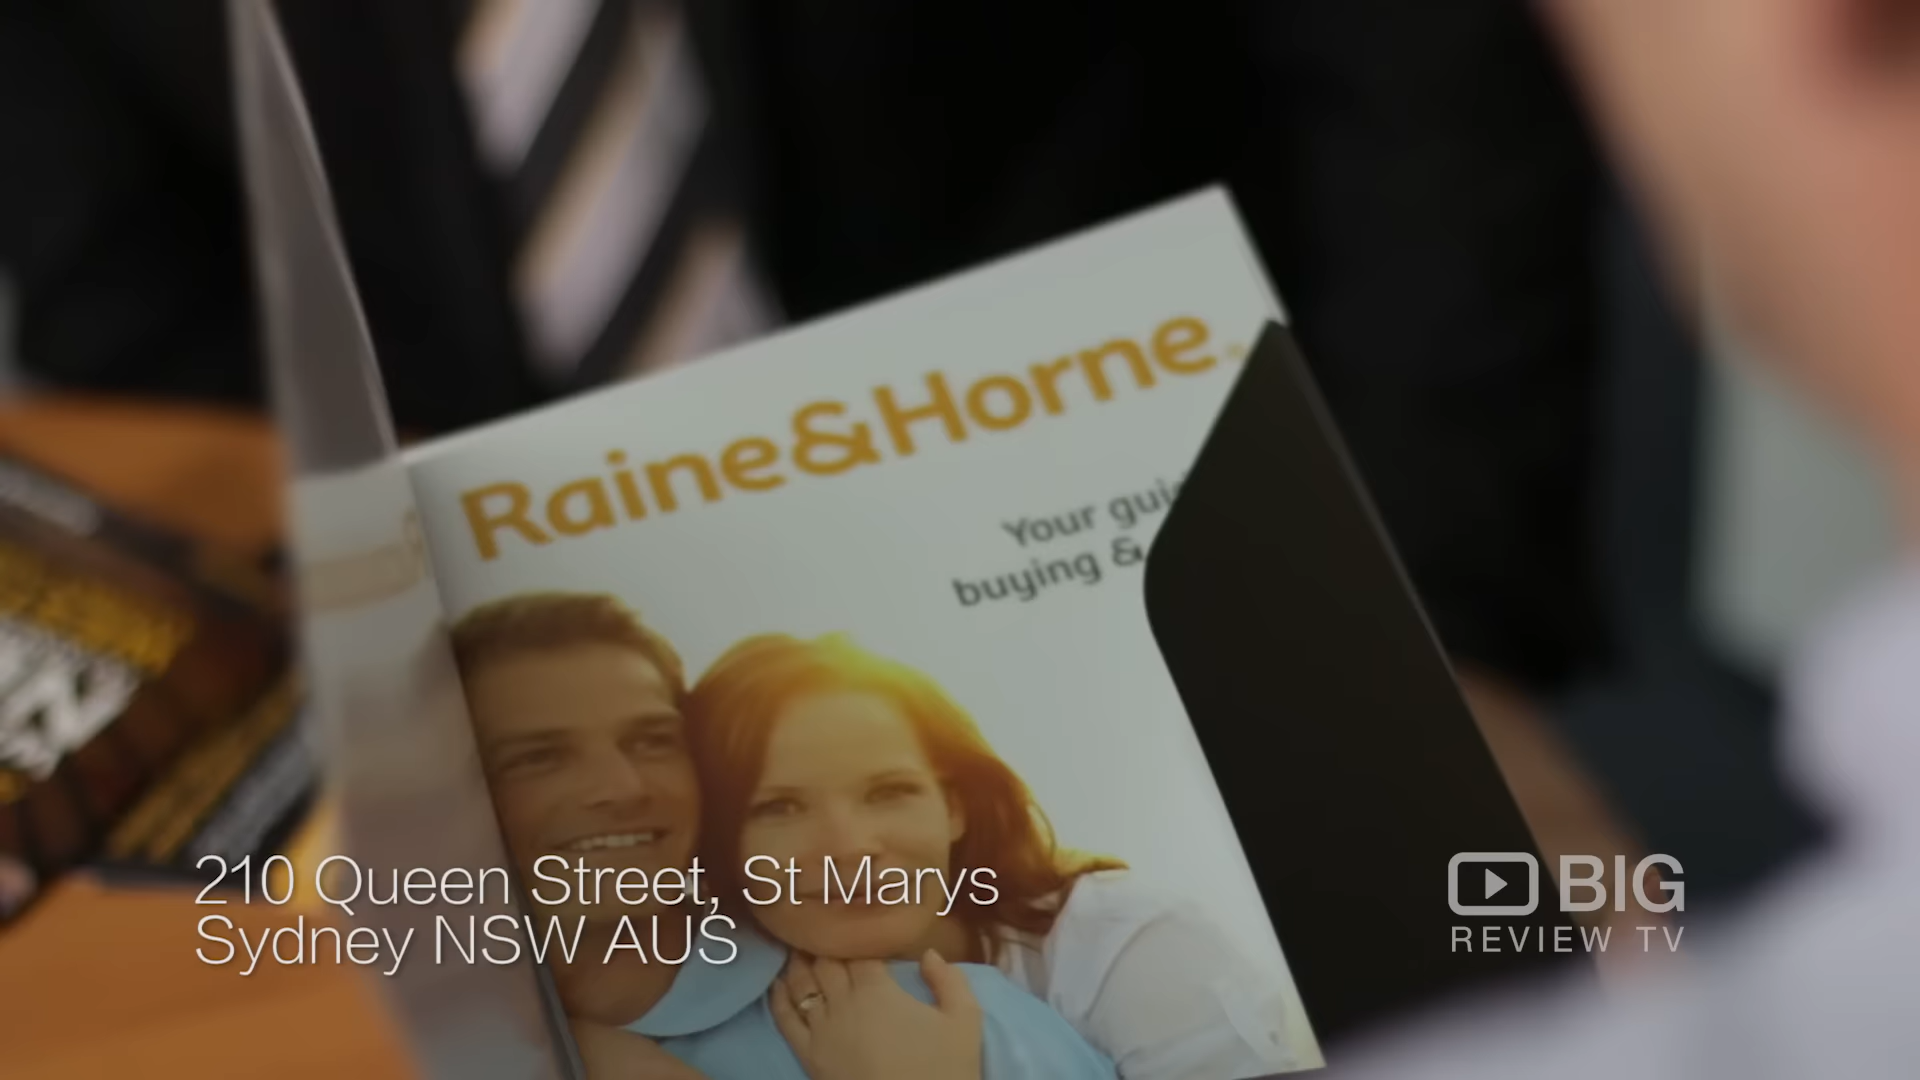 Raine&Horne.
Your gui
buying &
210 Queen Street, St Marys
Sydney NSW AUS
BIG
REVIEW TV